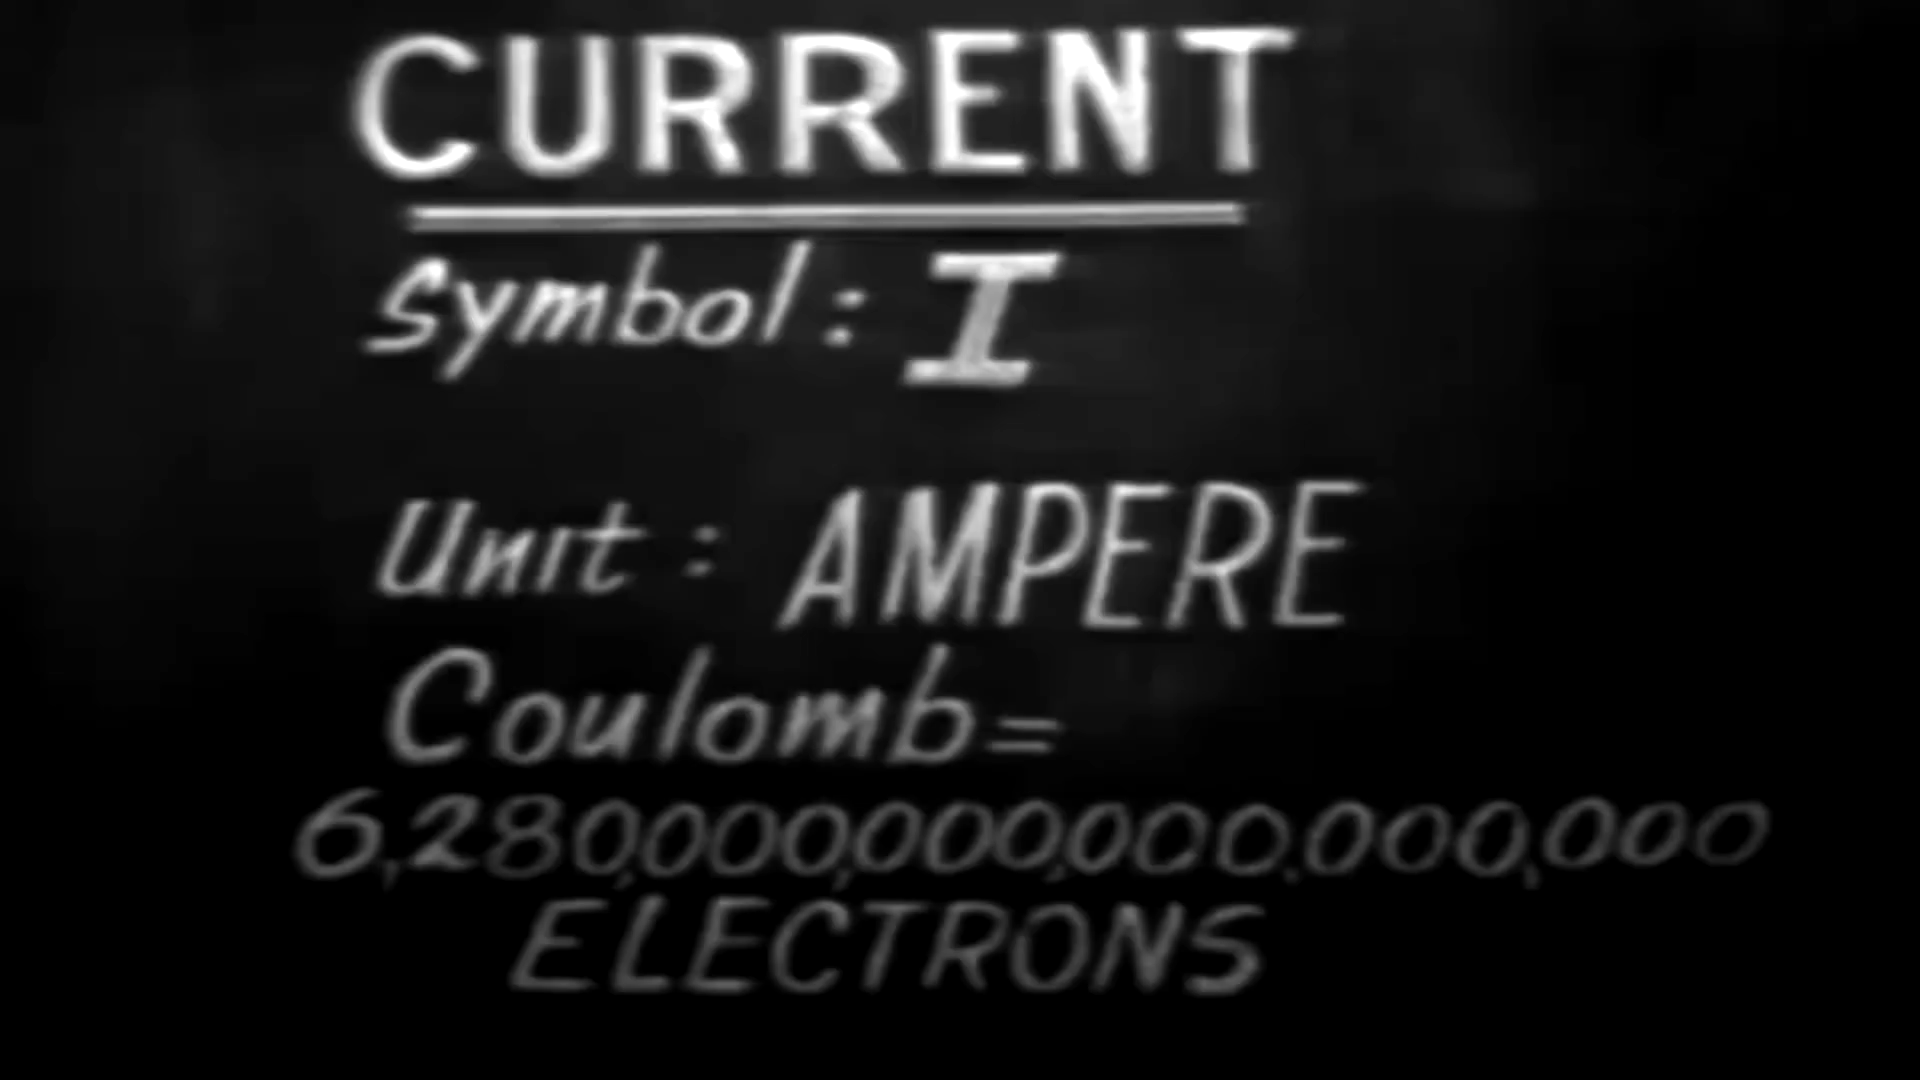 CURRENT
Symbol: I
Unit: AMPERE
Coulomb=
6,280,000,000,000,000,000
ELECTRONS